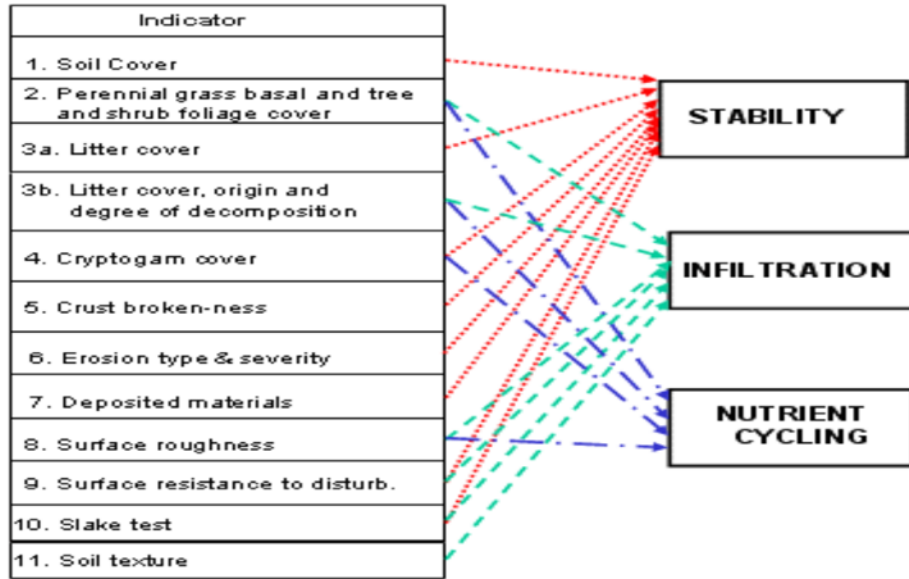 Indicator
1. Soil Cover
2. Perennial grass basal and tree
and shrub foliage cover
3a. Litter cover
3b. Litter cover, origin and
degree of decomposition
4. Cryptogam cover
5. Crust broken-ness
6. Erosion type & severity
7. Deposited materials
8. Surface roughness
9. Surface resistance to disturb.
10. Slake test
11. Soil texture
STABILITY
INFILTRATION
NUTRIENT
CYCLING